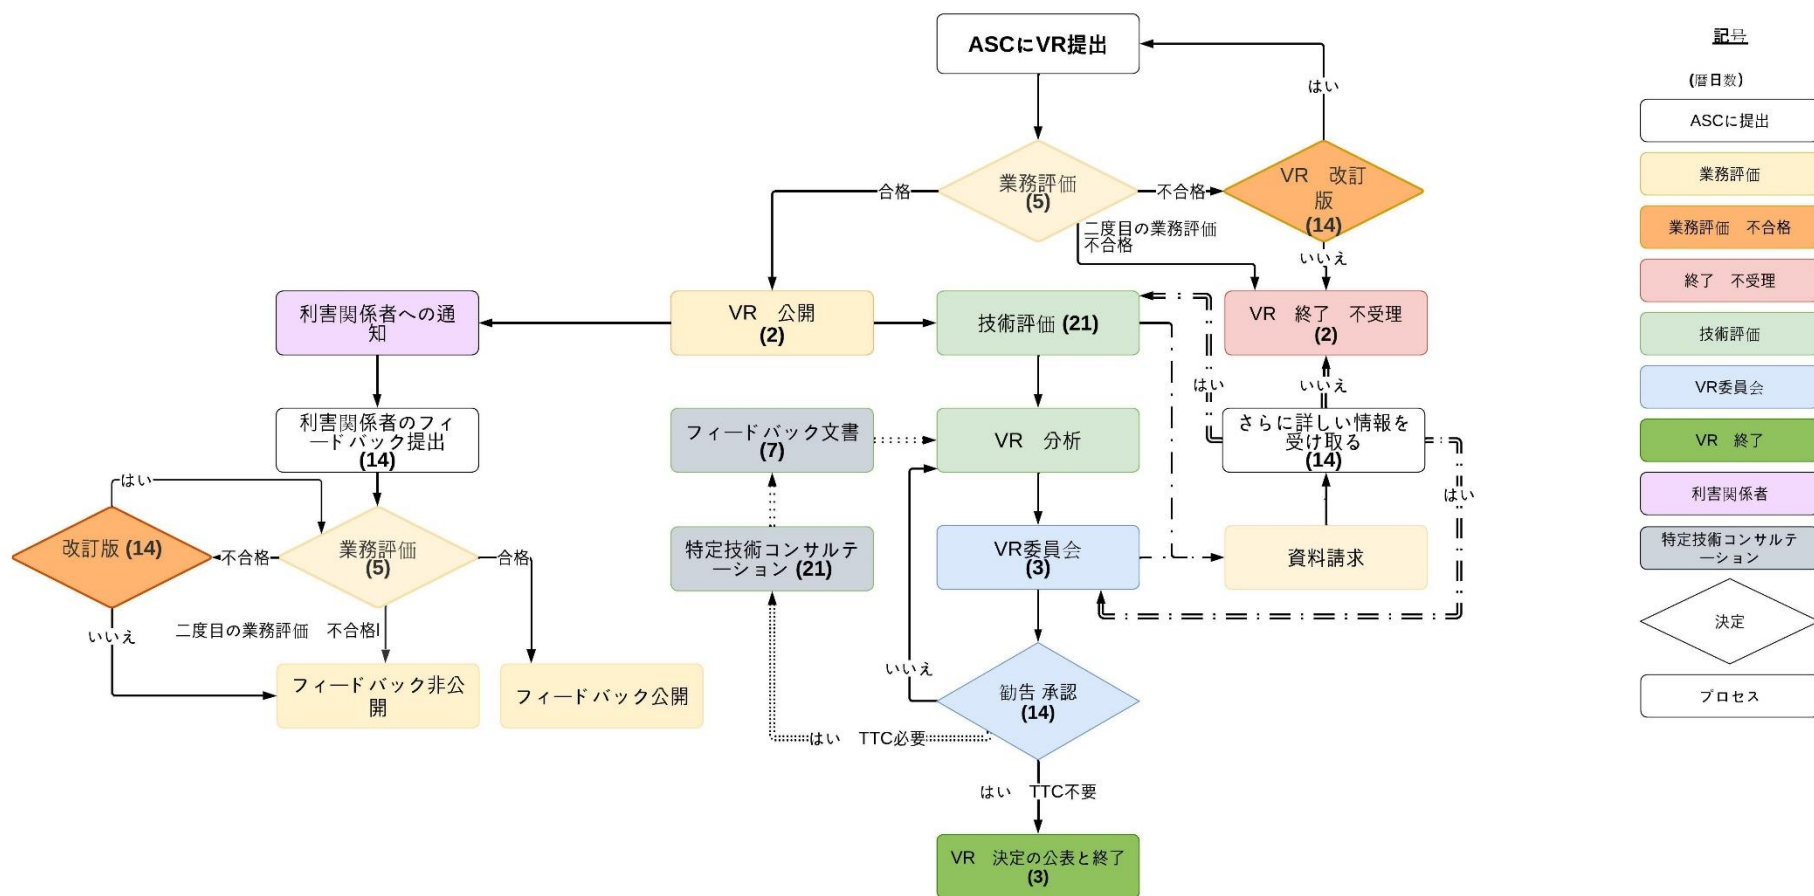 ASCにVR提出
はい
業務評価
(5)
合格
不合格
VR　改訂
版
(14)
二度目の業務評価
不合格
いいえ
利害関係者への通
知
VR　公開
(2)
技術評価 (21)
VR　終了　不受理
(2)
はい
いいえ
利害関係者のフィ
ードバック提出
(14)
フィードバック文書
(7)
VR　分析
さらに詳しい情報を
受け取る
(14)
はい
はい
改訂版 (14)
不合格
業務評価
(5)
合格
特定技術コンサルテ
ーション (21)
VR委員会
(3)
資料請求
いいえ
二度目の業務評価　不合格I
フィードバック非公
開
フィードバック公開
いいえ
勧告 承認
(14)
はい　TTC必要
はい　TTC不要
VR　決定の公表と終了
(3)
記号
(暦日数)
ASCに提出
業務評価
業務評価　不合格
終了　不受理
技術評価
VR委員会
VR　終了
利害関係者
特定技術コンサルテ
ーション
決定
プロセス